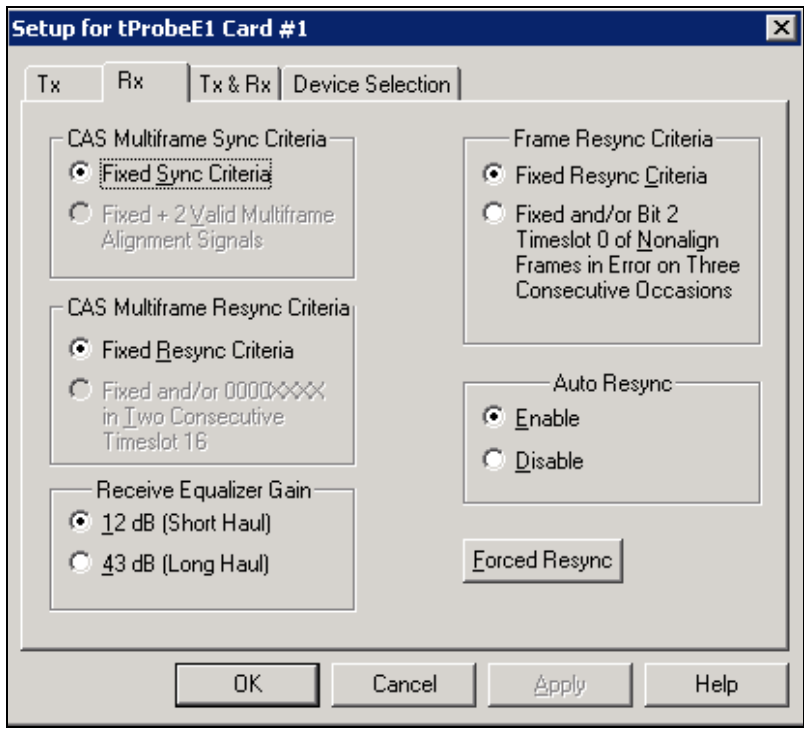 Setup for tProbeE1 Card #1
Tx
Rx
Tx & Rx
Device Selection
CAS Multiframe Sync Criteria
Fixed Sync Criteria
Fixed + 2 Valid Multiframe
Alignment Signals
CAS Multiframe Resync Criteria
Fixed Resync Criteria
Fixed and/or 0000XXXX
in Two Consecutive
Timeslot 16
Receive Equalizer Gain
12 dB (Short Haul)
43 dB (Long Haul)
Frame Resync Criteria
Fixed Resync Criteria
Fixed and/or Bit 2
Timeslot 0 of Nonalign
Frames in Error on Three
Consecutive Occasions
Auto Resync
Enable
Disable
Forced Resync
OK
Cancel
Apply
Help